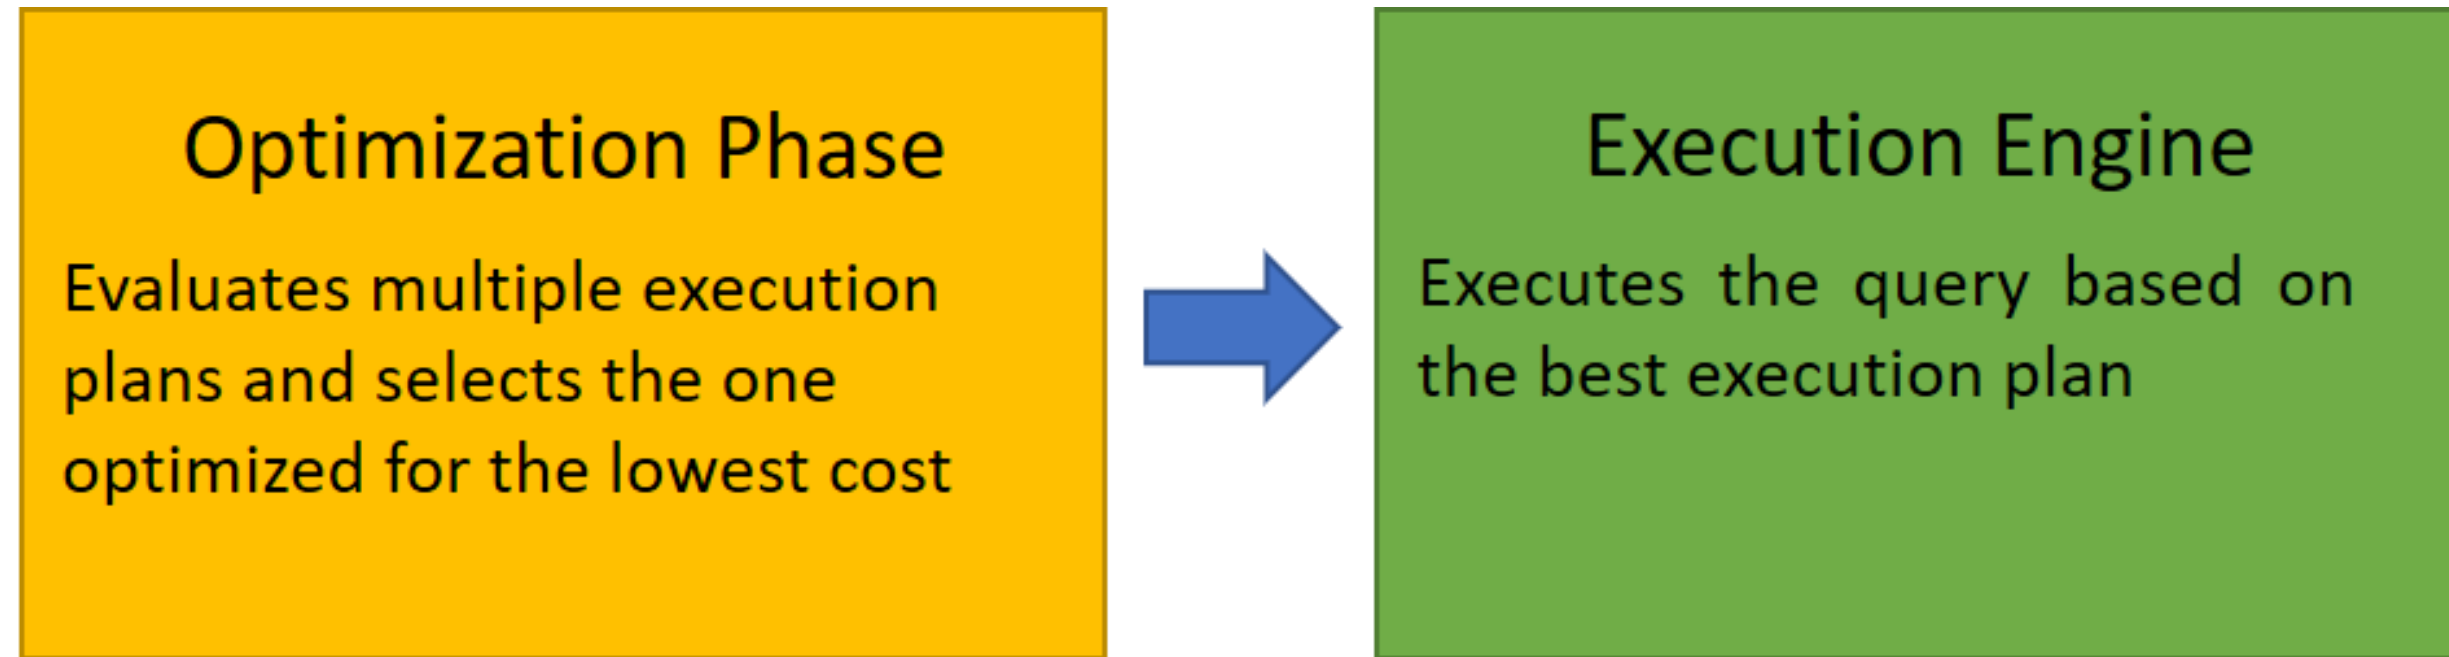 Optimization Phase
Evaluates multiple execution
plans and selects the one
optimized for the lowest cost
Execution Engine
Executes the query based on
the best execution plan